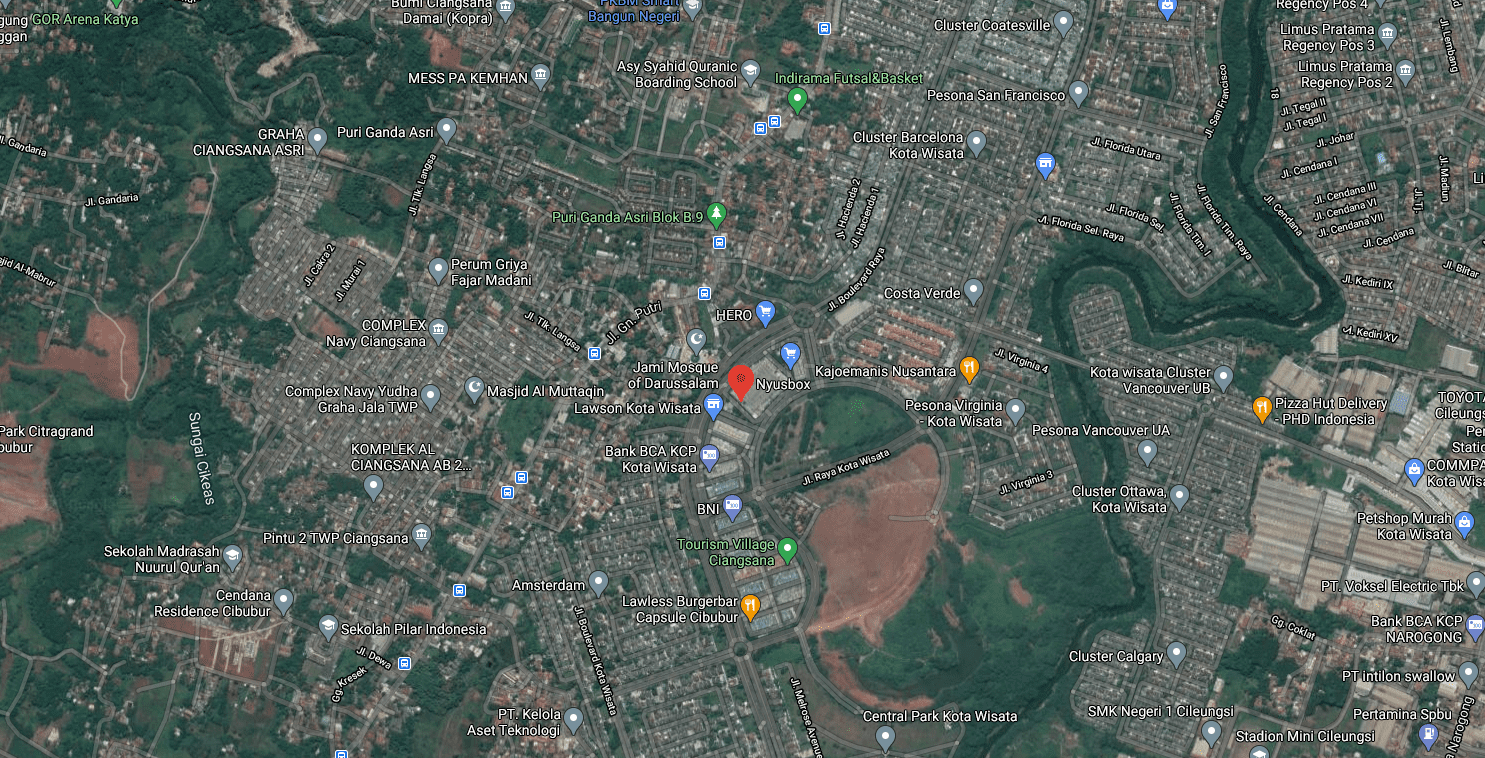 Bumi Ciangsana
Damai (Kopra)
PKBM Smart
Bangun Negeri
GOR Arena Katya
Cluster Coatesville
Regency Pos 4
Limus Pratama
Regency Pos 3
Limus Pratama
Regency Pos 2
Jl. Lembang
MESS PA KEMHAN
Asy Syahid Quranic
Boarding School
Indirama Futsal&Basket
Pesona San Francisco
Jl. San Francisco
18
Jl. Tegal II
Jl. Tegal I
Jl. Johar
GRAHA
CIANGSANA ASRI
Puri Ganda Asri
Cluster Barcelona
Kota Wisata
Jl. Florida Utara
Jl. Cendana I
Jl. Madiun
Jl. Gandaria
Jl. Gandaria
Jl. Tlk. Langsa
Jl. Hacienda 2
Jl. Hacienda 1
Jl. Florida Sel.
Jl. Florida Sel. Raya
Jl. Florida Tim. I
Jl. Florida Tim. Raya
Jl. Cendana
Jl. Cendana III
Jl. Cendana VI
Jl. Cendana VII
Jl. Cendana
Puri Ganda Asri Blok B.9
Jl. Cakra 2
Jl. Murai 1
Perum Griya
Fajar Madani
Jl. Boulevard Raya
Costa Verde
Jl. Kediri IX
Jl. Blitar
Jl. Kediri XV
COMPLEX
Navy Ciangsana
Jl. Tlk. Langsa
Jl. Gn. Putri
HERO
Jami Mosque
of Darussalam
Nyusbox
Kajoemanis Nusantara
Jl. Virginia 4
Kota wisata Cluster
Vancouver UB
Complex Navy Yudha
Graha Jala TWP
Masjid Al Muttaqin
Lawson Kota Wisata
Pesona Virginia
- Kota Wisata
Pizza Hut Delivery
- PHD Indonesia
TOYOTA
Cileungs
Park Citragrand
Sungai Cikeas
KOMPLEK AL
CIANGSANA AB 2...
Bank BCA KCP
Kota Wisata
Jl. Raya Kota Wisata
Jl. Virginia 3
Pesona Vancouver UA
Cluster Ottawa,
Kota Wisata
COMMPA
Kota Wisa
BNI
Petshop Murah
Kota Wisata
Pintu 2 TWP Ciangsana
Tourism Village
Ciangsana
Sekolah Madrasah
Nuurul Qur'an
Amsterdam
Lawless Burgerbar
Capsule Cibubur
Cendana
Residence Cibubur
Sekolah Pilar Indonesia
Jl. Dewa
Gg. Kresek
Jl. Boulevard Kota Wisata
PT. Voksel Electric Tbk
Bank BCA KCP
NAROGONG
Gg. Coklat
Cluster Calgary
PT intilon swallow
PT. Kelola
Aset Teknologi
Jl. Melrose Avenue
Central Park Kota Wisata
SMK Negeri 1 Cileungsi
Stadion Mini Cileungsi
Pertamina Spbu
Narogong